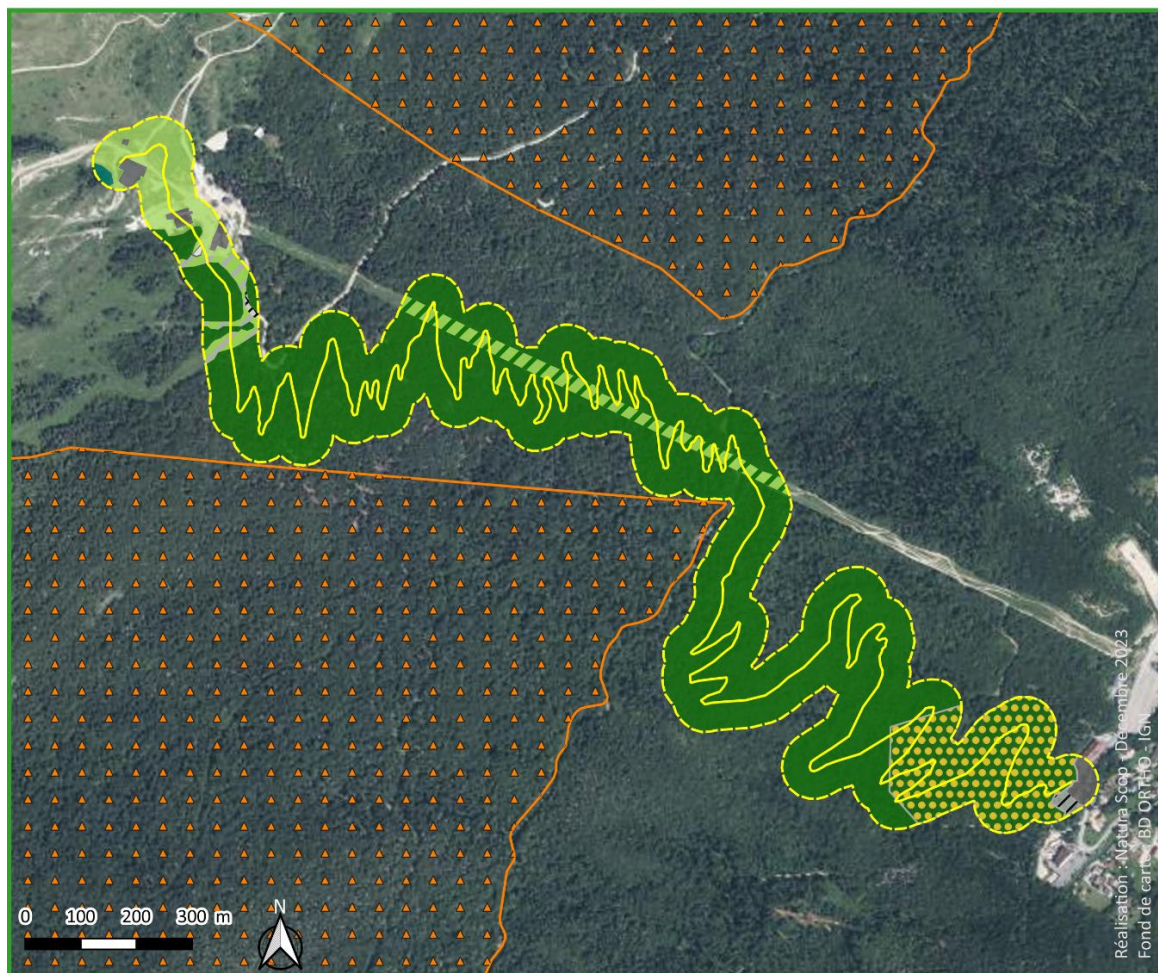 0 100 200 300 m
N
Réalisation : Natura Scop - Décembre 2023
Fond de carte : BD ORTHO - IGN